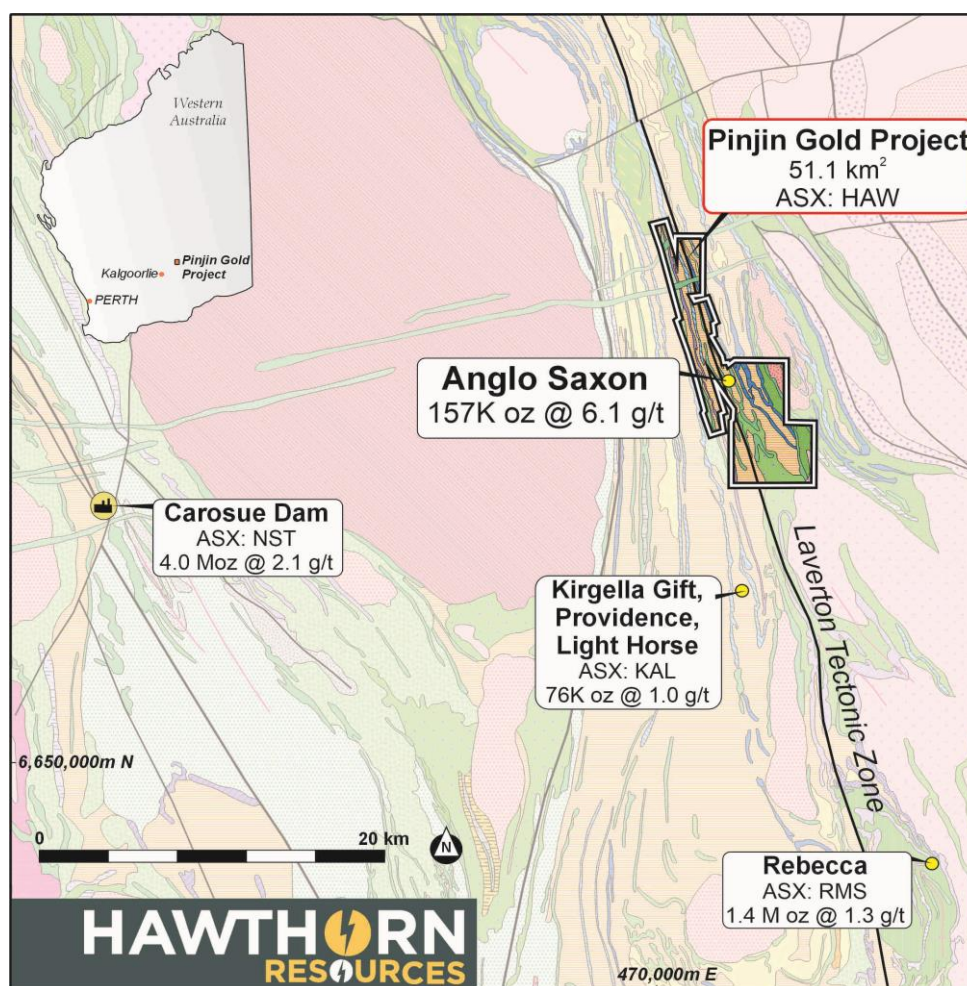 Western
Australia
Pinjin Gold
Project
Kalgoorlie
PERTH
Pinjin Gold Project
51.1 km²
ASX: HAW
Anglo Saxon
157K oz @ 6.1 g/t
Carosue Dam
ASX: NST
4.0 Moz @ 2.1 g/t
Kirgella Gift,
Providence,
Light Horse
ASX: KAL
76K oz @ 1.0 g/t
Laverton Tectonic Zone
6,650,000m N
0 20 km
N
Rebecca
ASX: RMS
1.4 M oz @ 1.3 g/t
HAWTHORN
RESOURCES
470,000m E